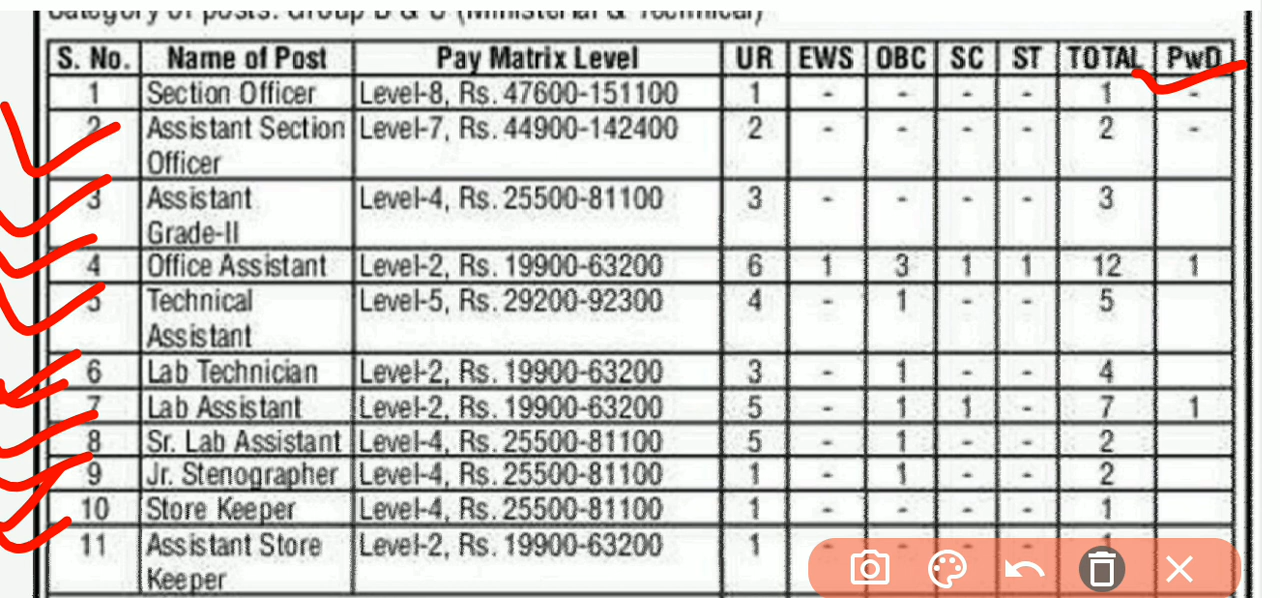 Category of posts: Group B & C (Ministerial & Technical)
S. No. Name of Post Pay Matrix Level UR EWS OBC SC ST TOTAL PwD
1 Section Officer Level-8, Rs. 47600-151100 1 - - - - 1 -
2 Assistant Section Level-7, Rs. 44900-142400 2 - - - - 2 -
Officer
3 Assistant Level-4, Rs. 25500-81100 3 - - - - 3
Grade-II
4 Office Assistant Level-2, Rs. 19900-63200 6 1 3 1 1 12 1
5 Technical Level-5, Rs. 29200-92300 4 - 1 - - 5
Assistant
6 Lab Technician Level-2, Rs. 19900-63200 3 - 1 - - 4
7 Lab Assistant Level-2, Rs. 19900-63200 5 - 1 1 - 7 1
8 Sr. Lab Assistant Level-4, Rs. 25500-81100 5 - 1 - - 2
9 Jr. Stenographer Level-4, Rs. 25500-81100 1 - 1 - - 2
10 Store Keeper Level-4, Rs. 25500-81100 1 - - - - 1
11 Assistant Store Level-2, Rs. 19900-63200 1
Keeper